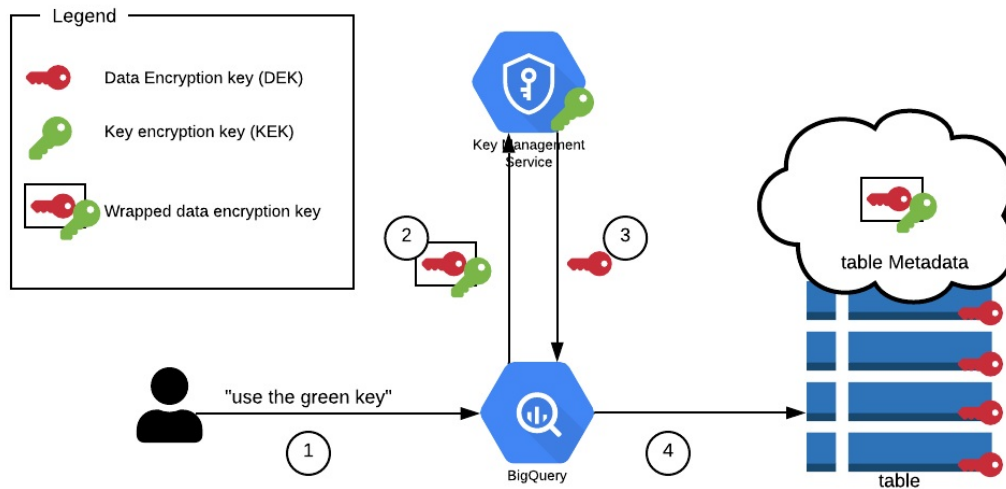 Legend
Data Encryption key (DEK)
Key encryption key (KEK)
Wrapped data encryption key
Key Management
Service
2
3
table Metadata
"use the green key"
1
4
BigQuery
table